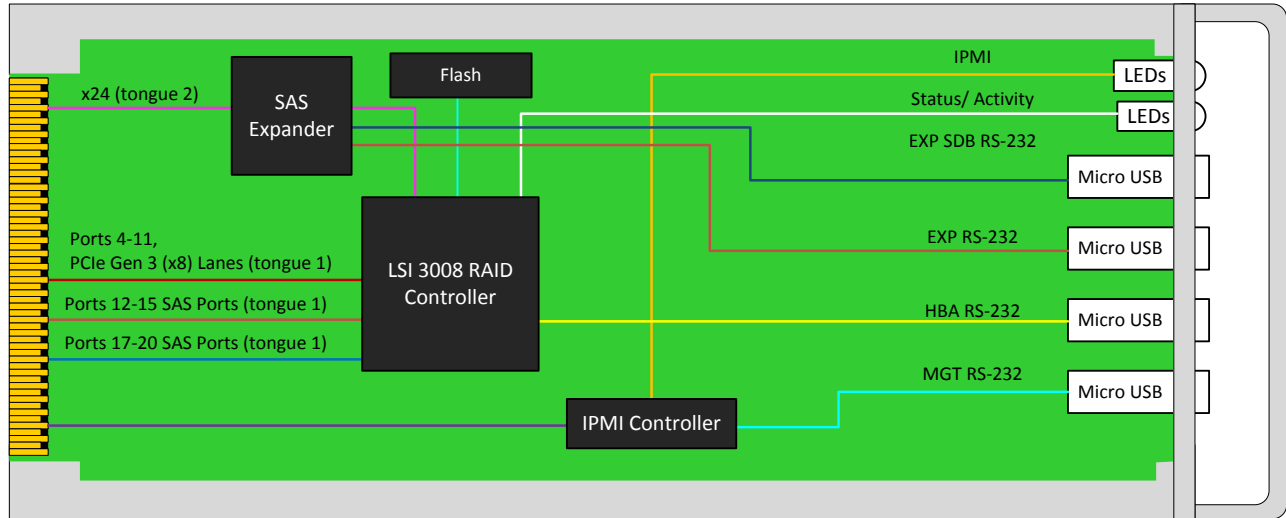 IPMI
LEDs
Flash
x24 (tongue 2)
SAS
Expander
Status/ Activity
LEDs
EXP SDB RS-232
Micro USB
Ports 4-11,
PCIe Gen 3 (x8) Lanes (tongue 1)
EXP RS-232
Micro USB
LSI 3008 RAID
Controller
Ports 12-15 SAS Ports (tongue 1)
HBA RS-232
Micro USB
Ports 17-20 SAS Ports (tongue 1)
MGT RS-232
Micro USB
IPMI Controller